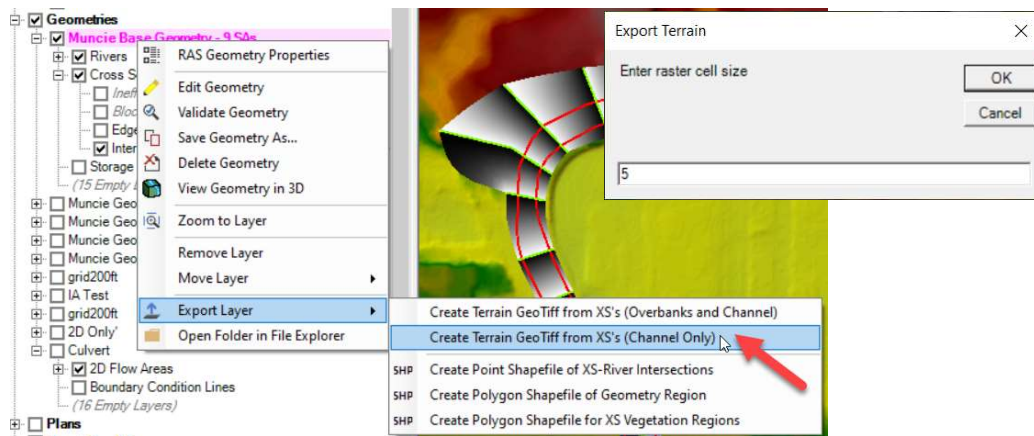 Geometries
Muncie Base Geometry - 9 SAs
Rivers
Cross S
Ineff
Bloc
Edge
Inter
Storage
(15 Empty
Muncie Geo
Muncie Geo
Muncie Geo
Muncie Geo
grid200ft
IA Test
grid200ft
2D Only'
Culvert
2D Flow Areas
Boundary Condition Lines
(16 Empty Layers)
Plans
RAS Geometry Properties
Edit Geometry
Validate Geometry
Save Geometry As...
Delete Geometry
View Geometry in 3D
Zoom to Layer
Remove Layer
Move Layer
Export Layer
Open Folder in File Explorer
Create Terrain GeoTiff from XS's (Overbanks and Channel)
Create Terrain GeoTiff from XS's (Channel Only)
SHP Create Point Shapefile of XS-River Intersections
SHP Create Polygon Shapefile of Geometry Region
SHP Create Polygon Shapefile for XS Vegetation Regions
Export Terrain
Enter raster cell size
OK
Cancel
5